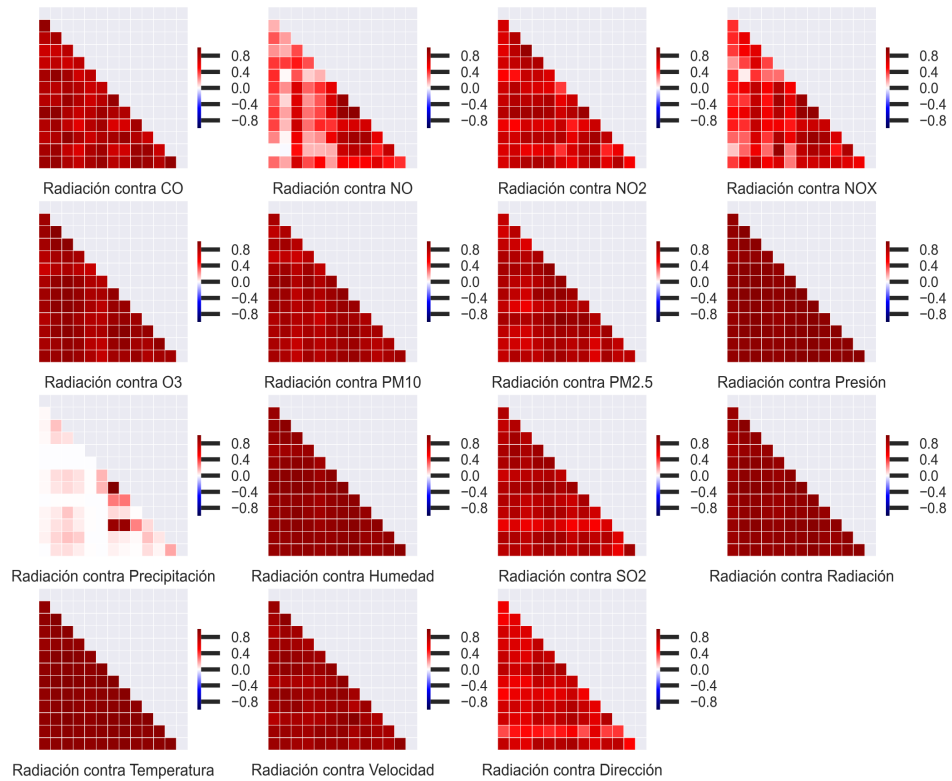 0.8 0.8 0.8 0.8
0.4 0.4 0.4 0.4
0.0 0.0 0.0 0.0
−0.4 −0.4 −0.4 −0.4
−0.8 −0.8 −0.8 −0.8
Radiación contra CO Radiación contra NO Radiación contra NO2 Radiación contra NOX
0.8 0.8 0.8 0.8
0.4 0.4 0.4 0.4
0.0 0.0 0.0 0.0
−0.4 −0.4 −0.4 −0.4
−0.8 −0.8 −0.8 −0.8
Radiación contra O3 Radiación contra PM10 Radiación contra PM2.5 Radiación contra Presión
0.8 0.8 0.8 0.8
0.4 0.4 0.4 0.4
0.0 0.0 0.0 0.0
−0.4 −0.4 −0.4 −0.4
−0.8 −0.8 −0.8 −0.8
Radiación contra Precipitación Radiación contra Humedad Radiación contra SO2 Radiación contra Radiación
0.8 0.8 0.8
0.4 0.4 0.4
0.0 0.0 0.0
−0.4 −0.4 −0.4
−0.8 −0.8 −0.8
Radiación contra Temperatura Radiación contra Velocidad Radiación contra Dirección